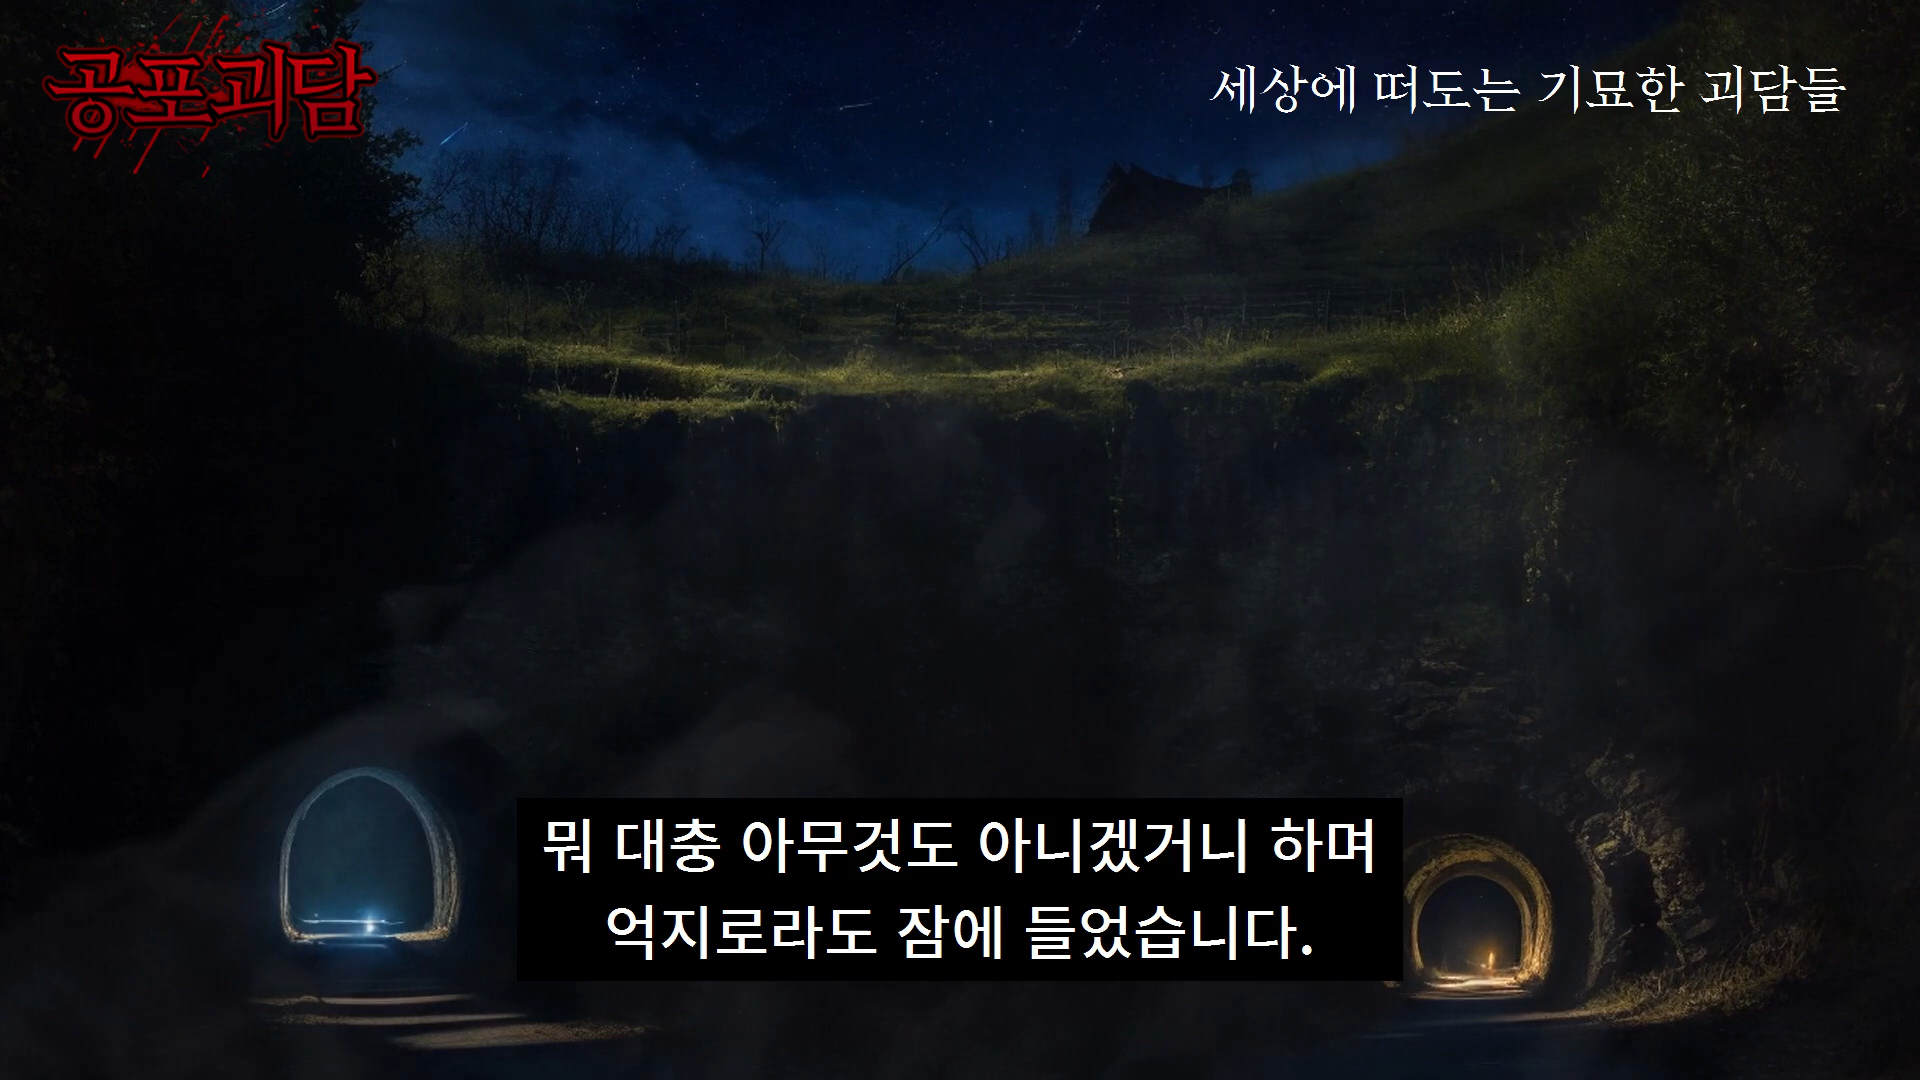 공포괴담
세상에 떠도는 기묘한 괴담들
뭐 대충 아무것도 아니겠거니 하며
억지로라도 잠에 들었습니다.